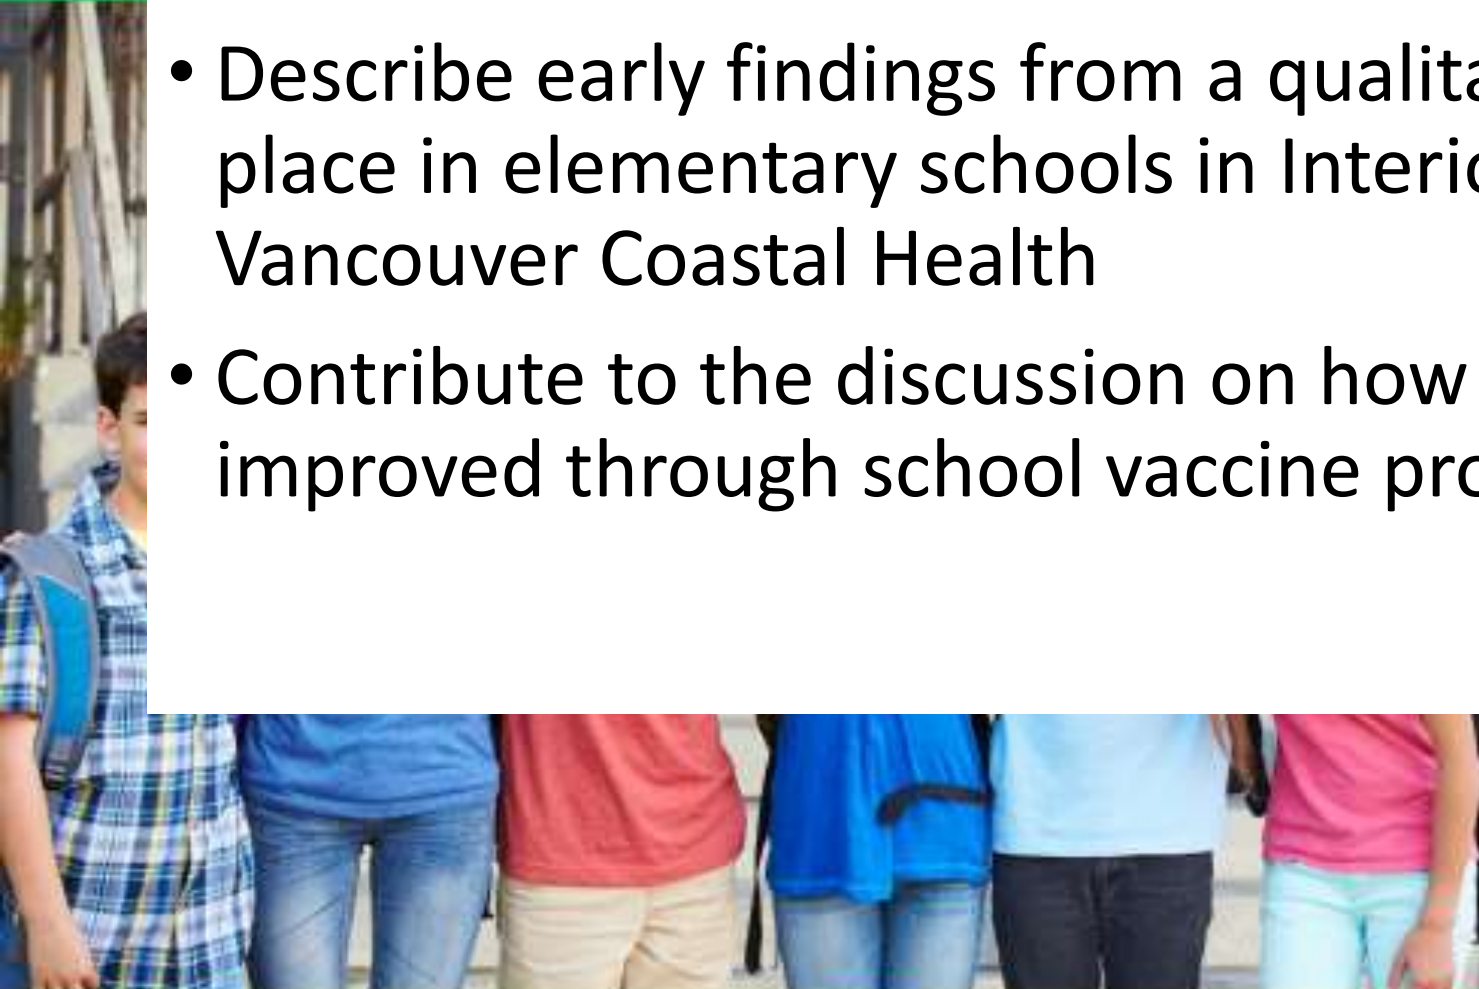 • Describe early findings from a qualita
place in elementary schools in Interio
Vancouver Coastal Health
• Contribute to the discussion on how
improved through school vaccine pro